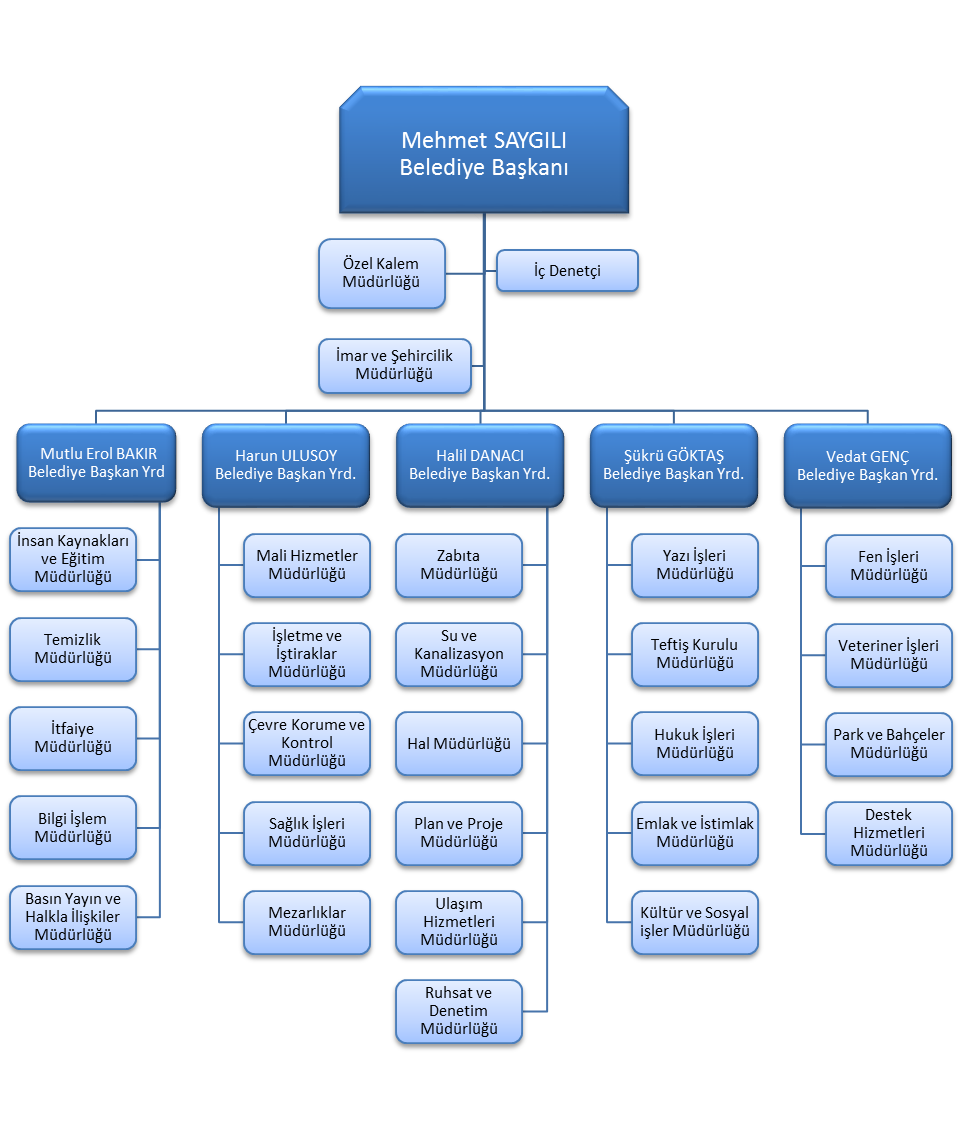 Mehmet SAYGILI
Belediye Başkanı
Özel Kalem
Müdürlüğü
İç Denetçi
İmar ve Şehircilik
Müdürlüğü
Mutlu Erol BAKIR
Belediye Başkan Yrd
İnsan Kaynakları
ve Eğitim
Müdürlüğü
Temizlik
Müdürlüğü
İtfaiye
Müdürlüğü
Bilgi İşlem
Müdürlüğü
Basın Yayın ve
Halkla İlişkiler
Müdürlüğü
Harun ULUSOY
Belediye Başkan Yrd.
Mali Hizmetler
Müdürlüğü
İşletme ve
İştiraklar
Müdürlüğü
Çevre Korume ve
Kontrol
Müdürlüğü
Sağlık İşleri
Müdürlüğü
Mezarlıklar
Müdürlüğü
Halil DANACI
Belediye Başkan Yrd.
Zabıta
Müdürlüğü
Su ve
Kanalizasyon
Müdürlüğü
Hal Müdürlüğü
Plan ve Proje
Müdürlüğü
Ulaşım
Hizmetleri
Müdürlüğü
Ruhsat ve
Denetim
Müdürlüğü
Şükrü GÖKTAŞ
Belediye Başkan Yrd.
Yazı İşleri
Müdürlüğü
Teftiş Kurulu
Müdürlüğü
Hukuk İşleri
Müdürlüğü
Emlak ve İstimlak
Müdürlüğü
Kültür ve Sosyal
işler Müdürlüğü
Vedat GENÇ
Belediye Başkan Yrd.
Fen İşleri
Müdürlüğü
Veteriner İşleri
Müdürlüğü
Park ve Bahçeler
Müdürlüğü
Destek
Hizmetleri
Müdürlüğü